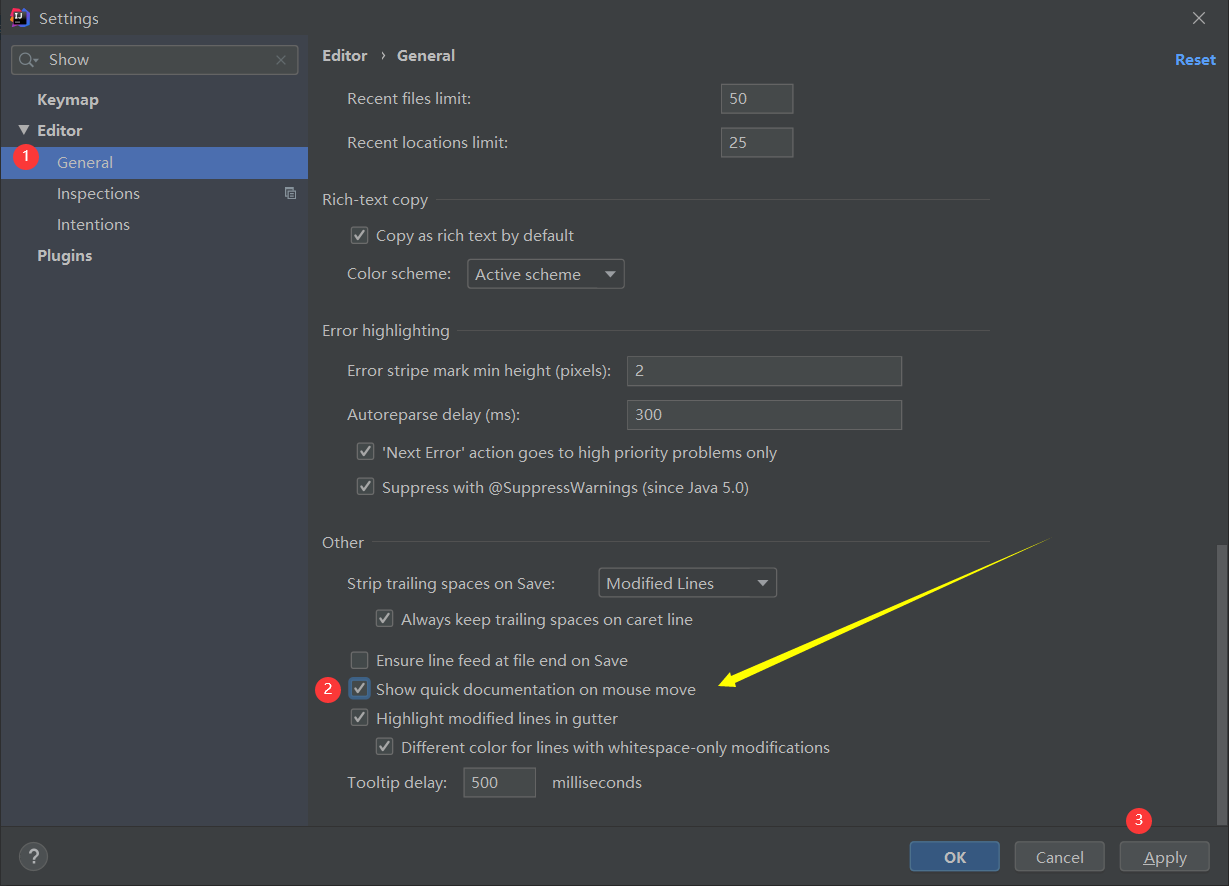 Settings
Show
Editor › General
Reset
Keymap
Editor
1
General
Inspections
Intentions
Plugins
Recent files limit: 50
Recent locations limit: 25
Rich-text copy
Copy as rich text by default
Color scheme: Active scheme
Error highlighting
Error stripe mark min height (pixels): 2
Autoreparse delay (ms): 300
'Next Error' action goes to high priority problems only
Suppress with @SuppressWarnings (since Java 5.0)
Other
Strip trailing spaces on Save: Modified Lines
Always keep trailing spaces on caret line
Ensure line feed at file end on Save
2 Show quick documentation on mouse move
Highlight modified lines in gutter
Different color for lines with whitespace-only modifications
Tooltip delay: 500 milliseconds
3
? OK Cancel Apply